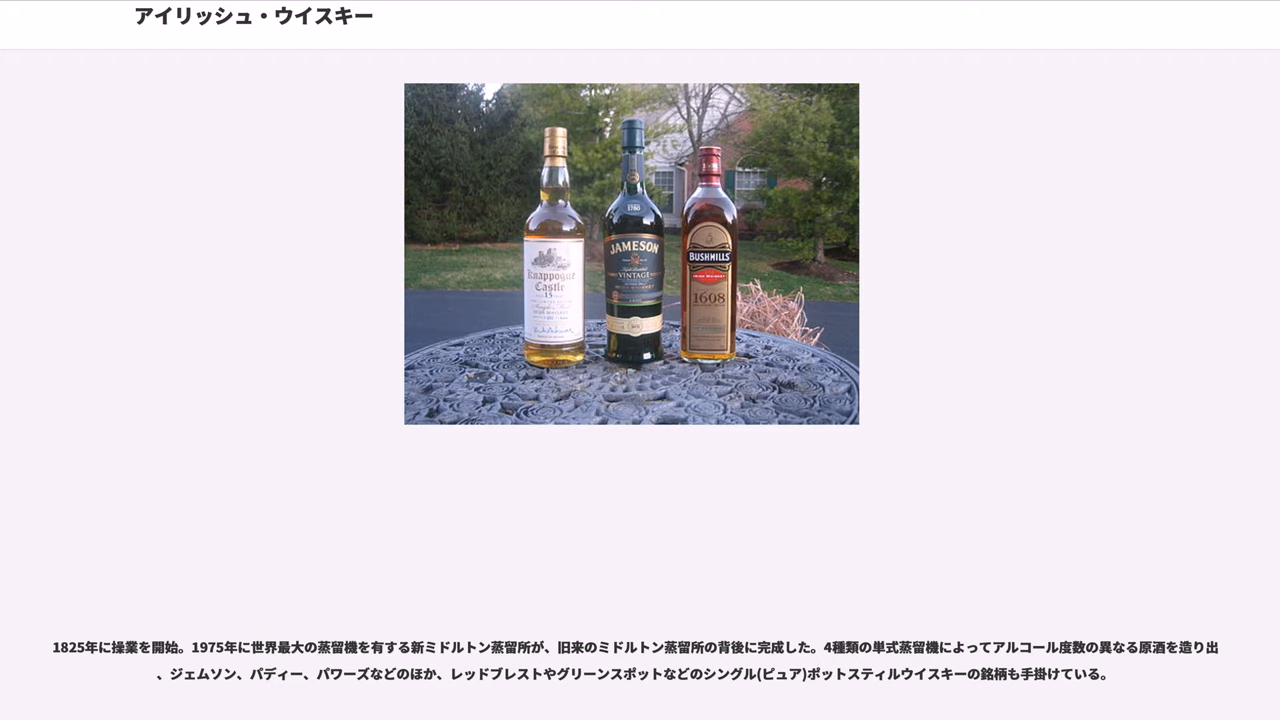 アイリッシュ・ウイスキー
Knappogue
Castle
15
1780
JAMESON
VINTAGE
BUSHMILLS
IRISH WHISKEY
1608
1825年に操業を開始。1975年に世界最大の蒸留機を有する新ミドルトン蒸留所が、旧来のミドルトン蒸留所の背後に完成した。4種類の単式蒸留機によってアルコール度数の異なる原酒を造り出
、ジェムソン、パディー、パワーズなどのほか、レッドブレストやグリーンスポットなどのシングル(ピュア)ポットスティルウイスキーの銘柄も手掛けている。